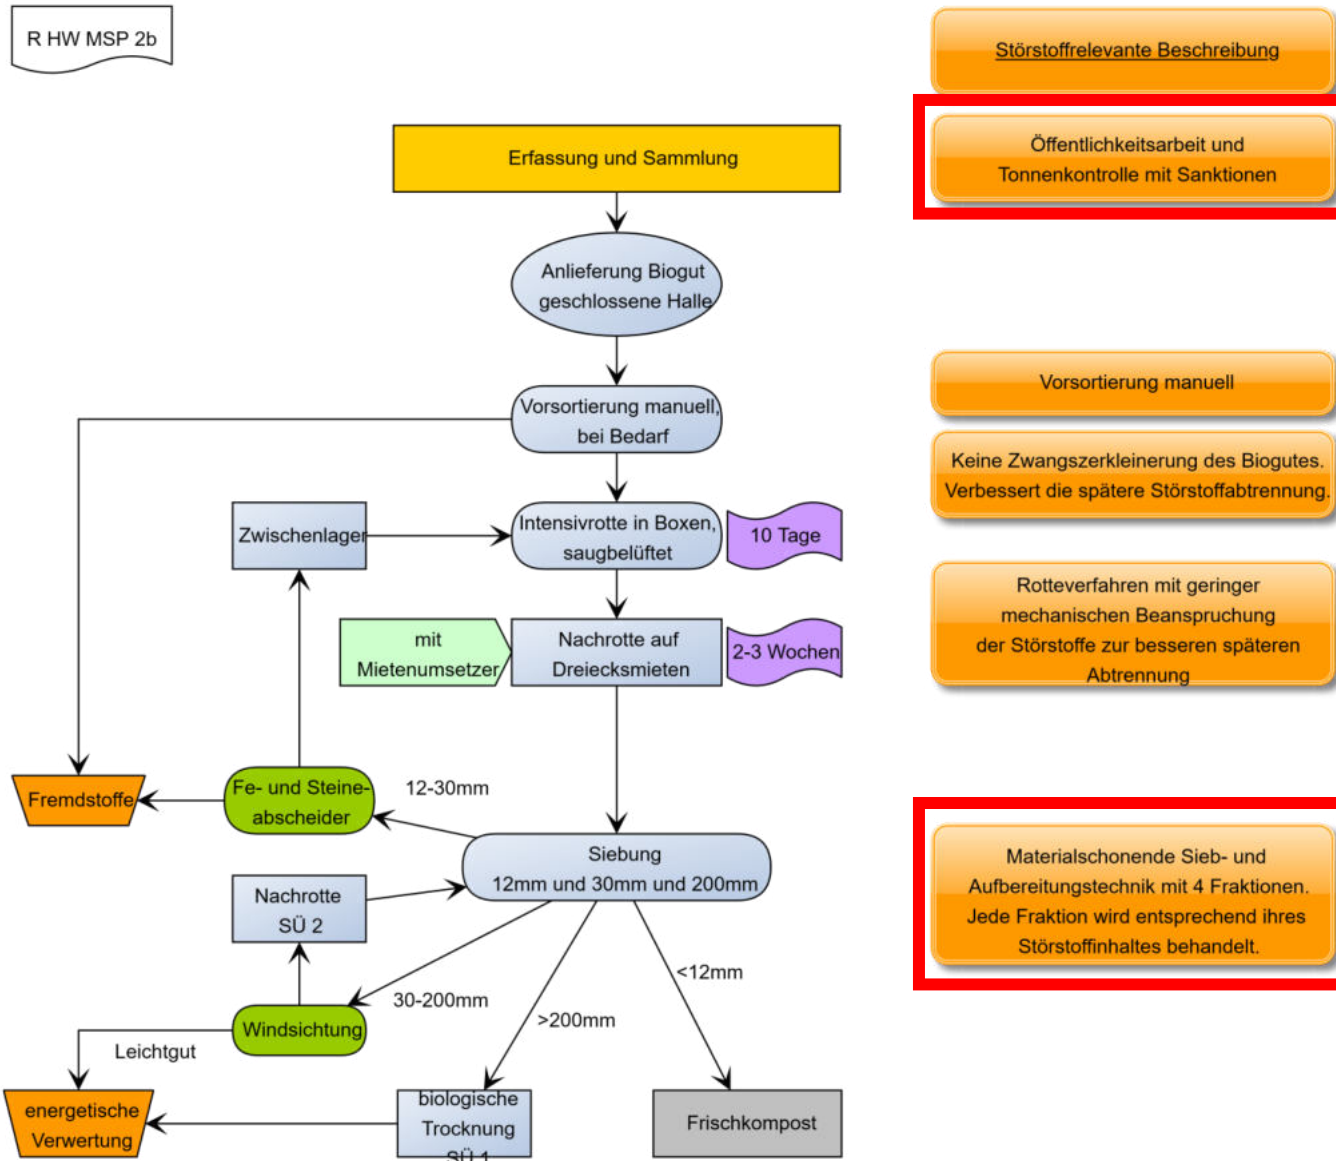 R HW MSP 2b
Störstoffrelevante Beschreibung
Erfassung und Sammlung
Öffentlichkeitsarbeit und
Tonnenkontrolle mit Sanktionen
Anlieferung Biogut
geschlossene Halle
Vorsortierung manuell,
bei Bedarf
Vorsortierung manuell
Keine Zwangszerkleinerung des Biogutes.
Verbessert die spätere Störstoffabtrennung.
Zwischenlager
Intensivrotte in Boxen,
saugbelüftet
10 Tage
mit
Mietenumsetzer
Nachrotte auf
Dreiecksmieten
2-3 Wochen
Rotteverfahren mit geringer
mechanischen Beanspruchung
der Störstoffe zur besseren späteren
Abtrennung
Fremdstoffe
Fe- und Steine-
abscheider
12-30mm
Siebung
12mm und 30mm und 200mm
Materialschonende Sieb- und
Aufbereitungstechnik mit 4 Fraktionen.
Jede Fraktion wird entsprechend ihres
Störstoffinhaltes behandelt.
Nachrotte
SÜ 2
<12mm
30-200mm
>200mm
Windsichtung
Leichtgut
energetische
Verwertung
biologische
Trocknung
SÜ 1
Frischkompost